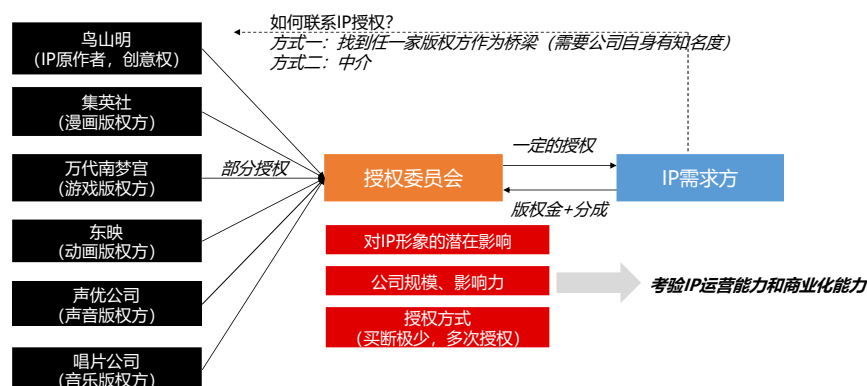 如何联系IP授权？
方式一：找到任一家版权方作为桥梁（需要公司自身有知名度）
方式二：中介
鸟山明
（IP原作者，创意权）
集英社
（漫画版权方）
万代南梦宫
（游戏版权方）
东映
（动画版权方）
声优公司
（声音版权方）
唱片公司
（音乐版权方）
部分授权
授权委员会
一定的授权
版权金+分成
IP需求方
对IP形象的潜在影响
公司规模、影响力
授权方式
（买断极少，多次授权）
考验IP运营能力和商业化能力